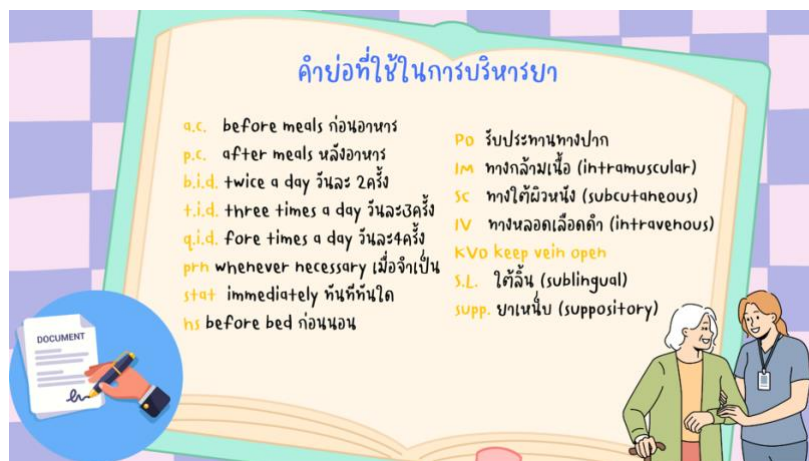 คำย่อที่ใช้ในการบริหารยา
a.c. before meals ก่อนอาหาร
p.c. after meals หลังอาหาร
b.i.d. twice a day วันละ 2ครั้ง
t.i.d. three times a day วันละ3ครั้ง
q.i.d. fore times a day วันละ4ครั้ง
prn whenever necessary เมื่อจำเป็น
stat immediately ทันทีทันใด
hs before bed ก่อนนอน
Po รับประทานทางปาก
IM ทางกล้ามเนื้อ (intramuscular)
SC ทางใต้ผิวหนัง (subcutaneous)
IV ทางหลอดเลือดดำ (intravenous)
KVO keep vein open
S.L. ใต้ลิ้น (sublingual)
supp. ยาเหน็บ (suppository)
DOCUMENT